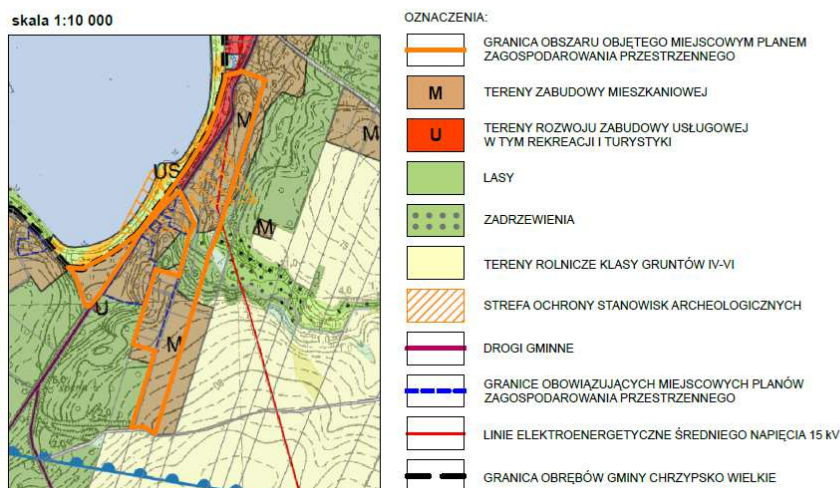 skala 1:10 000
M
M
US
M
U
M
OZNACZENIA:
GRANICA OBSZARU OBJĘTEGO MIEJSCOWYM PLANEM
ZAGOSPODAROWANIA PRZESTRZENNEGO
M
TERENY ZABUDOWY MIESZKANIOWEJ
U
TERENY ROZWOJU ZABUDOWY USŁUGOWEJ
W TYM REKREACJI I TURYSTYKI
LASY
ZADRZEWIENIA
TERENY ROLNICZE KLASY GRUNTÓW IV-VI
STREFA OCHRONY STANOWISK ARCHEOLOGICZNYCH
DROGI GMINNE
GRANICE OBOWIĄZUJĄCYCH MIEJSCOWYCH PLANÓW
ZAGOSPODAROWANIA PRZESTRZENNEGO
LINIE ELEKTROENERGETYCZNE ŚREDNIEGO NAPIĘCIA 15 kV
GRANICA OBRĘBÓW GMINY CHRZYPSKO WIELKIE